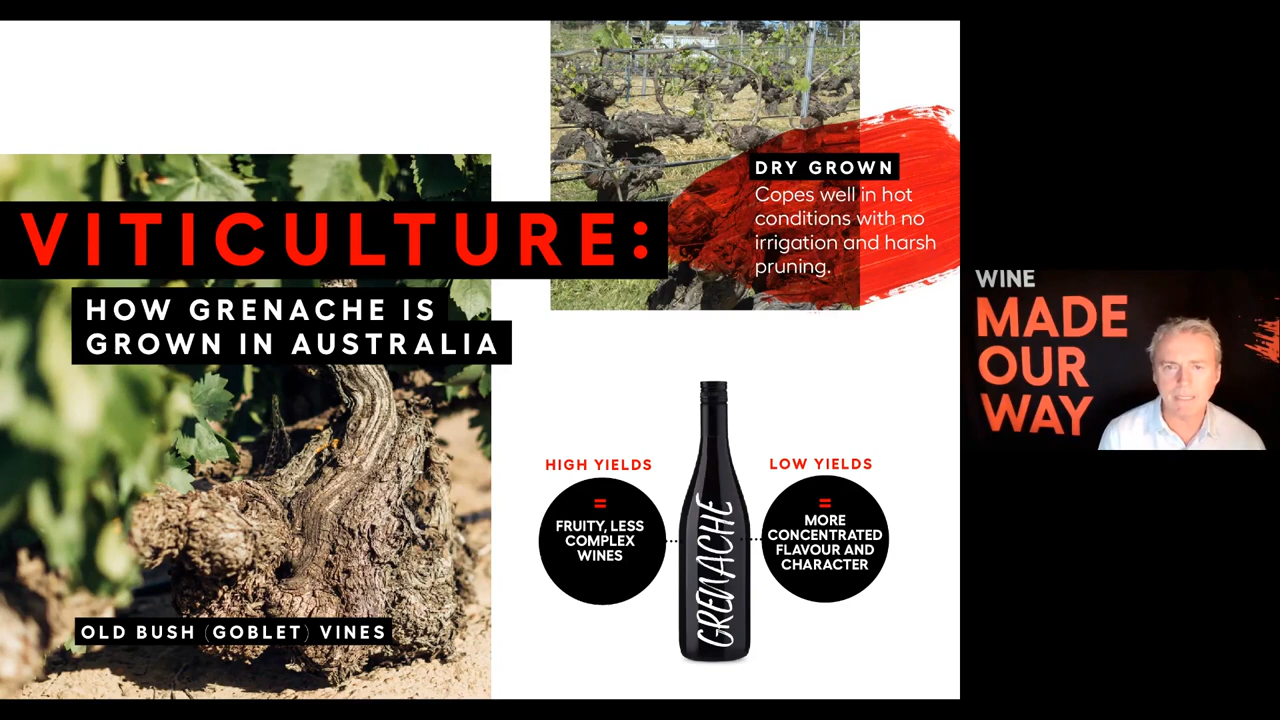 VITICULTURE:
HOW GRENACHE IS
GROWN IN AUSTRALIA
OLD BUSH (GOBLET) VINES
DRY GROWN
Copes well in hot
conditions with no
irrigation and harsh
pruning.
HIGH YIELDS
=
FRUITY, LESS
COMPLEX
WINES
GRENACHE
LOW YIELDS
=
MORE
CONCENTRATED
FLAVOUR AND
CHARACTER
WINE
MADE
OUR
WAY